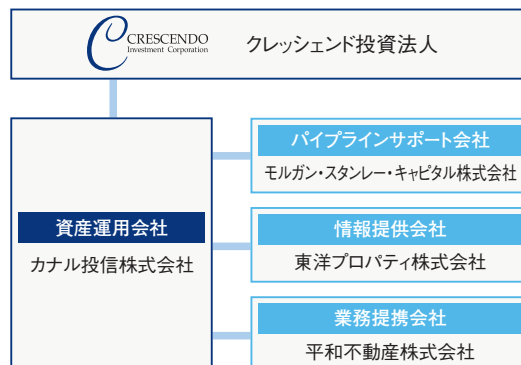 CRESCENDO
Investment Corporation
クレッシェンド投資法人
資産運用会社
カナル投信株式会社
パイプラインサポート会社
モルガン・スタンレー・キャピタル株式会社
情報提供会社
東洋プロパティ株式会社
業務提携会社
平和不動産株式会社